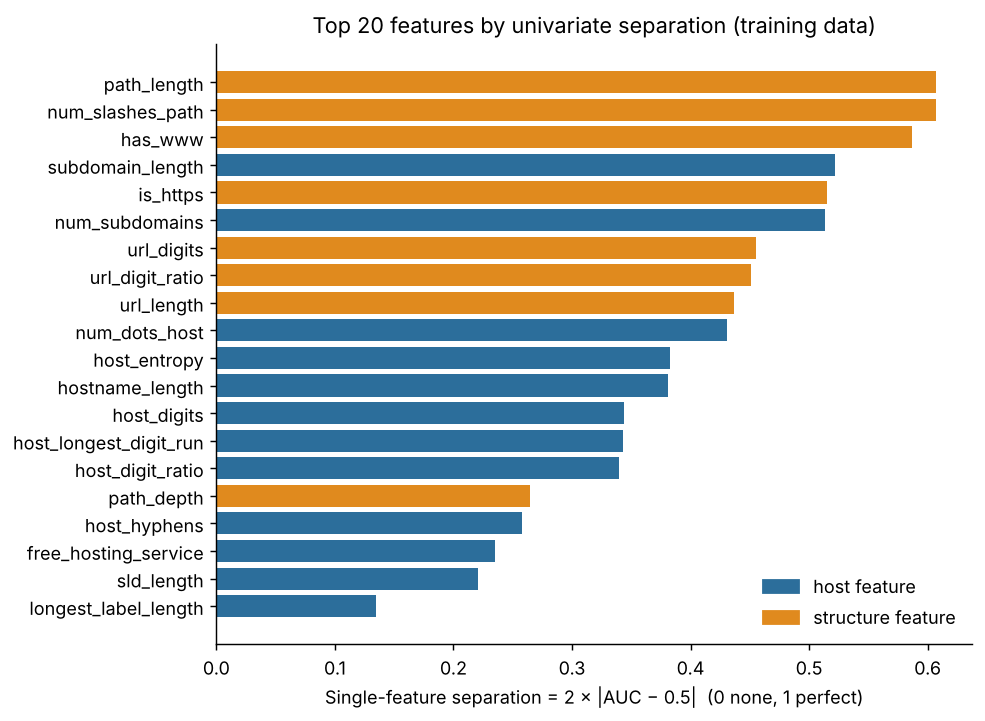 Top 20 features by univariate separation (training data)
path_length
num_slashes_path
has_www
subdomain_length
is_https
num_subdomains
url_digits
url_digit_ratio
url_length
num_dots_host
host_entropy
hostname_length
host_digits
host_longest_digit_run
host_digit_ratio
path_depth
host_hyphens
free_hosting_service
sld_length
longest_label_length
host feature
structure feature
0.0 0.1 0.2 0.3 0.4 0.5 0.6
Single-feature separation = 2 × |AUC − 0.5| (0 none, 1 perfect)